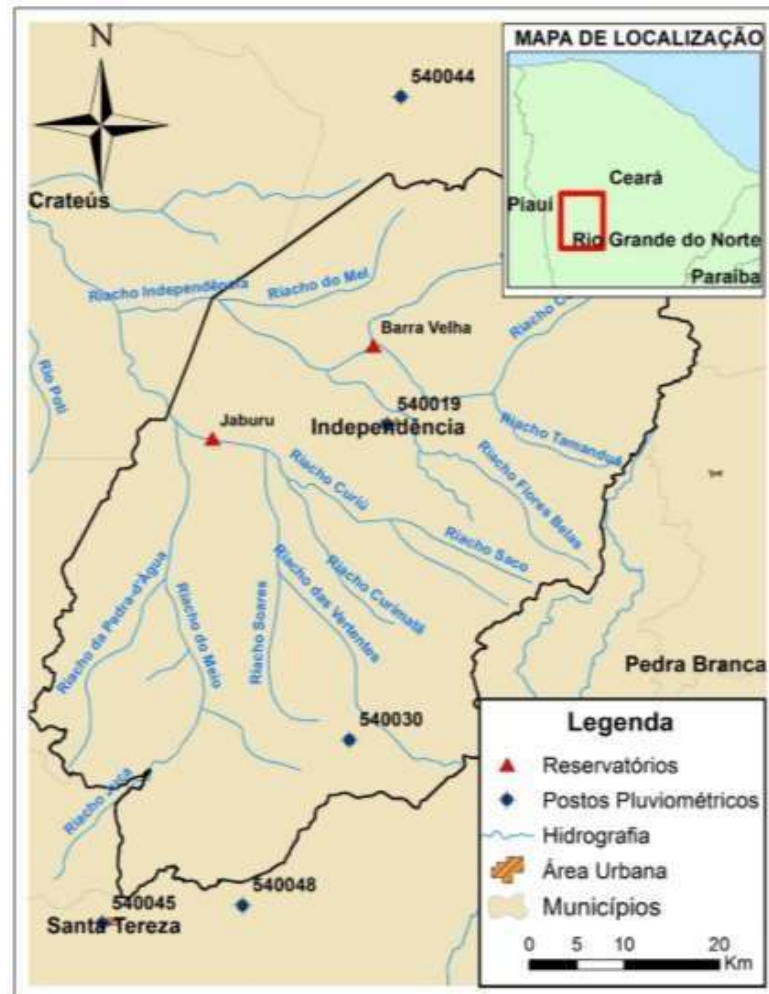 N
MAPA DE LOCALIZAÇÃO
Ceará
Piauí
Rio Grande do Norte
Paraíba
540044
Crateús
Riacho Independência
Riacho do Mel
Riacho C
Barra Velha
Rio Poti
Jaburu
540019
Independência
Riacho Tamanduá
Riacho Flores Belas
Riacho Curiú
Riacho Saco
Riacho Curimatã
Riacho das Vertentes
Riacho Soares
Riacho do Meio
Riacho da Pedra-d'Água
Pedra Branca
540030
Riacho Jucá
540048
540045
Santa Tereza
Legenda
Reservatórios
Postos Pluviométricos
Hidrografia
Área Urbana
Municípios
0 5 10 20
Km